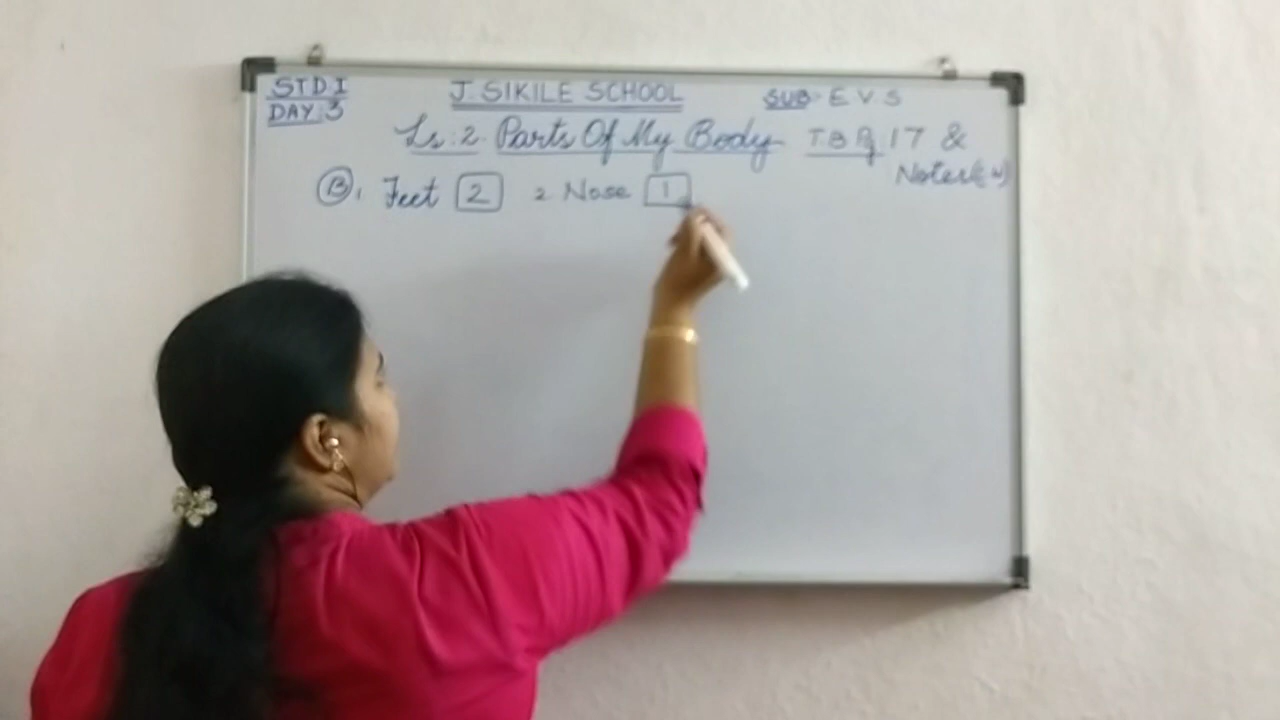 STD I J. SIKILE SCHOOL SUB- E V S
DAY:3
Ls:2. Parts Of My Body T.B Pg 17 &
Notes(W)
(B) 1 Feet 2 2 Nose 1